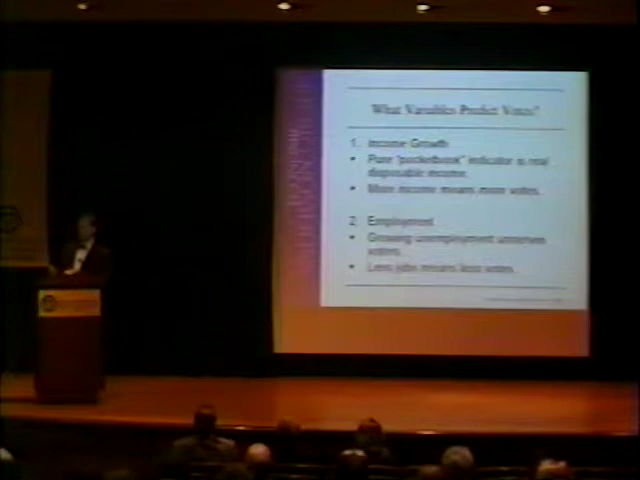 What Variables Predict Votes?
1. Income Growth
• Pure "pocketbook" indicator is real
disposable income.
• More income means more votes.
2. Employment
• Growing unemployment unnerves
voters.
• Less jobs means less votes.